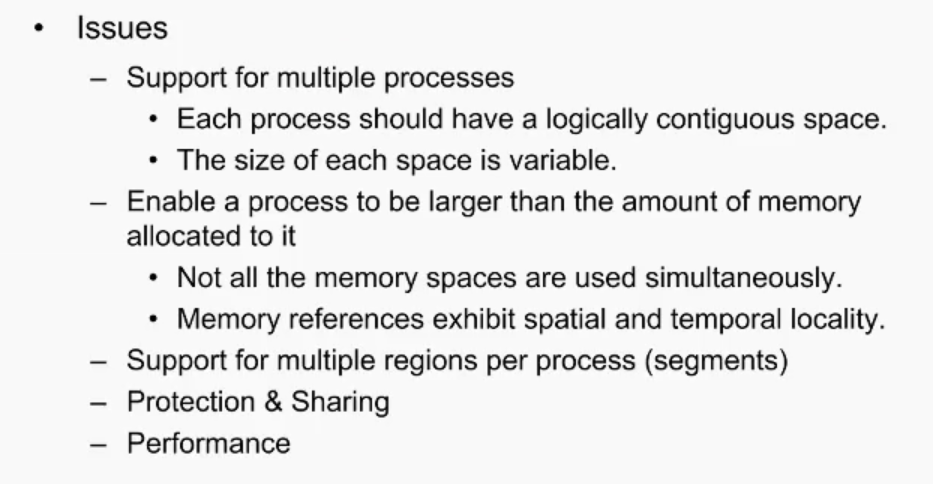 • Issues
– Support for multiple processes
• Each process should have a logically contiguous space.
• The size of each space is variable.
– Enable a process to be larger than the amount of memory
allocated to it
• Not all the memory spaces are used simultaneously.
• Memory references exhibit spatial and temporal locality.
– Support for multiple regions per process (segments)
– Protection & Sharing
– Performance